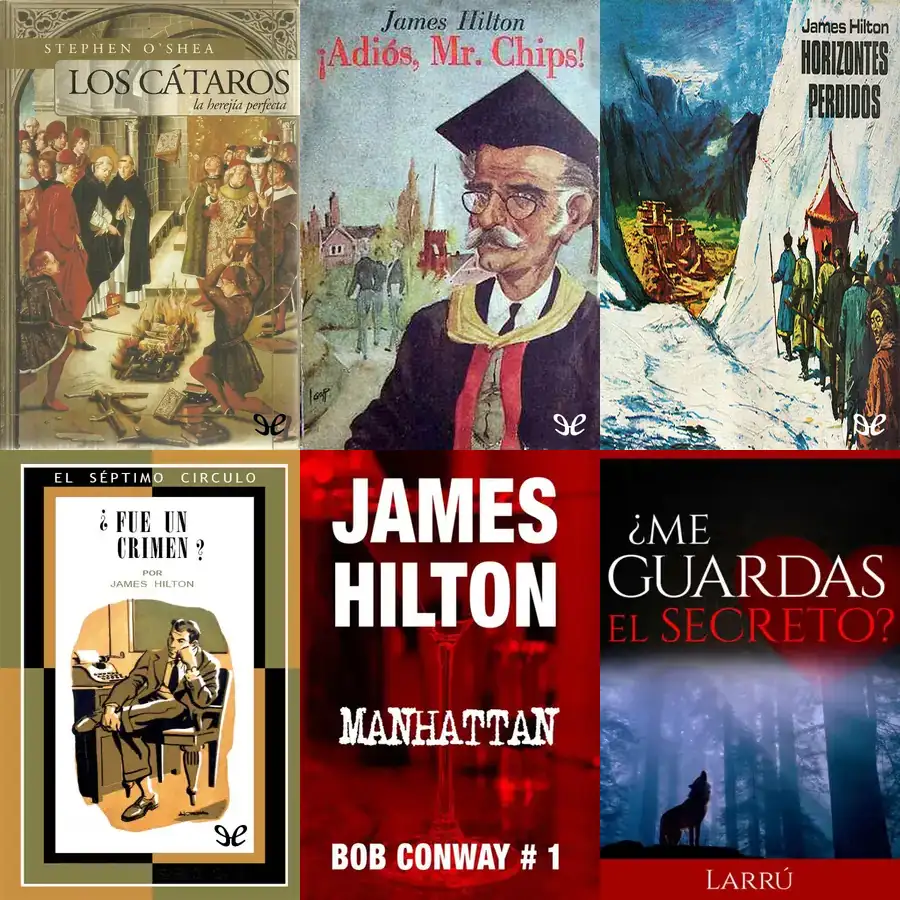 STEPHEN O'SHEA
LOS CÁTAROS
la herejía perfecta
James Hilton
¡Adiós, Mr. Chips!
James Hilton
HORIZONTES
PERDIDOS
EL SÉPTIMO CIRCULO
¿FUE UN
CRIMEN?
POR
JAMES HILTON
JAMES
HILTON
MANHATTAN
BOB CONWAY # 1
¿ME
GUARDAS
EL SECRETO?
LARRÚ